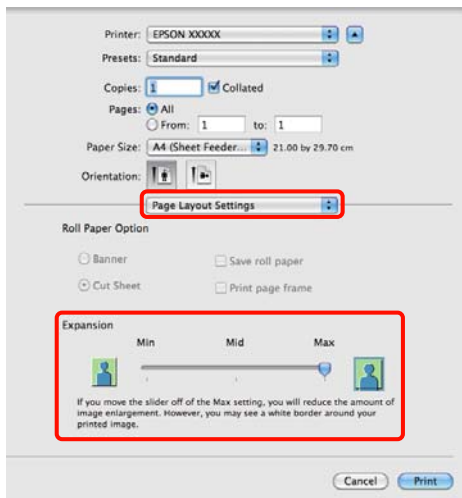 Printer: EPSON XXXXX
Presets: Standard
Copies: 1 Collated
Pages: All
From: 1 to: 1
Paper Size: A4 (Sheet Feeder... 21.00 by 29.70 cm
Orientation:
Page Layout Settings
Roll Paper Option
Banner Save roll paper
Cut Sheet Print page frame
Expansion
Min Mid Max
If you move the slider off of the Max setting, you will reduce the amount of
image enlargement. However, you may see a white border around your
printed image.
Cancel Print